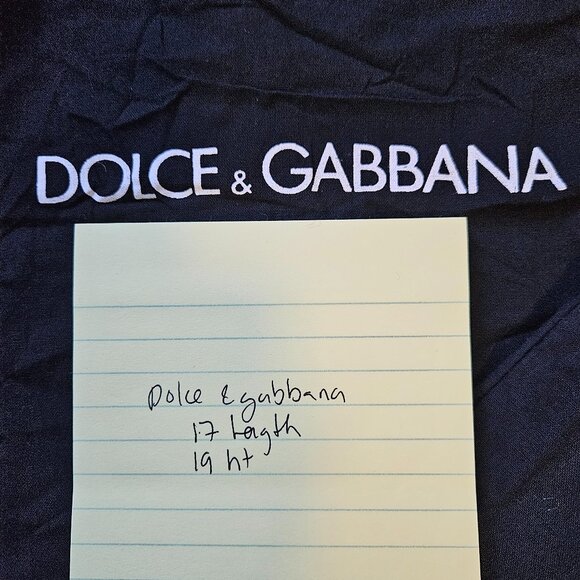 DOLCE & GABBANA
Dolce & gabbana
17 length
19 ht